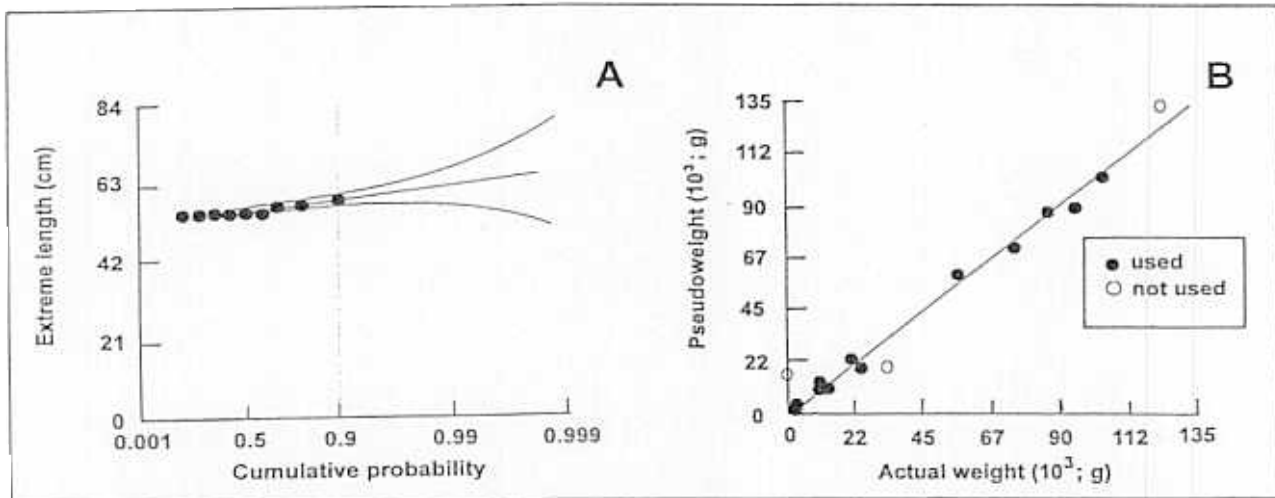 A
84
63
42
21
0
Extreme length (cm)
0.001 0.5 0.9 0.99 0.999
Cumulative probability
B
135
112
90
67
45
22
0
Pseudoweight (10³; g)
used
not used
0 22 45 67 90 112 135
Actual weight (10³; g)